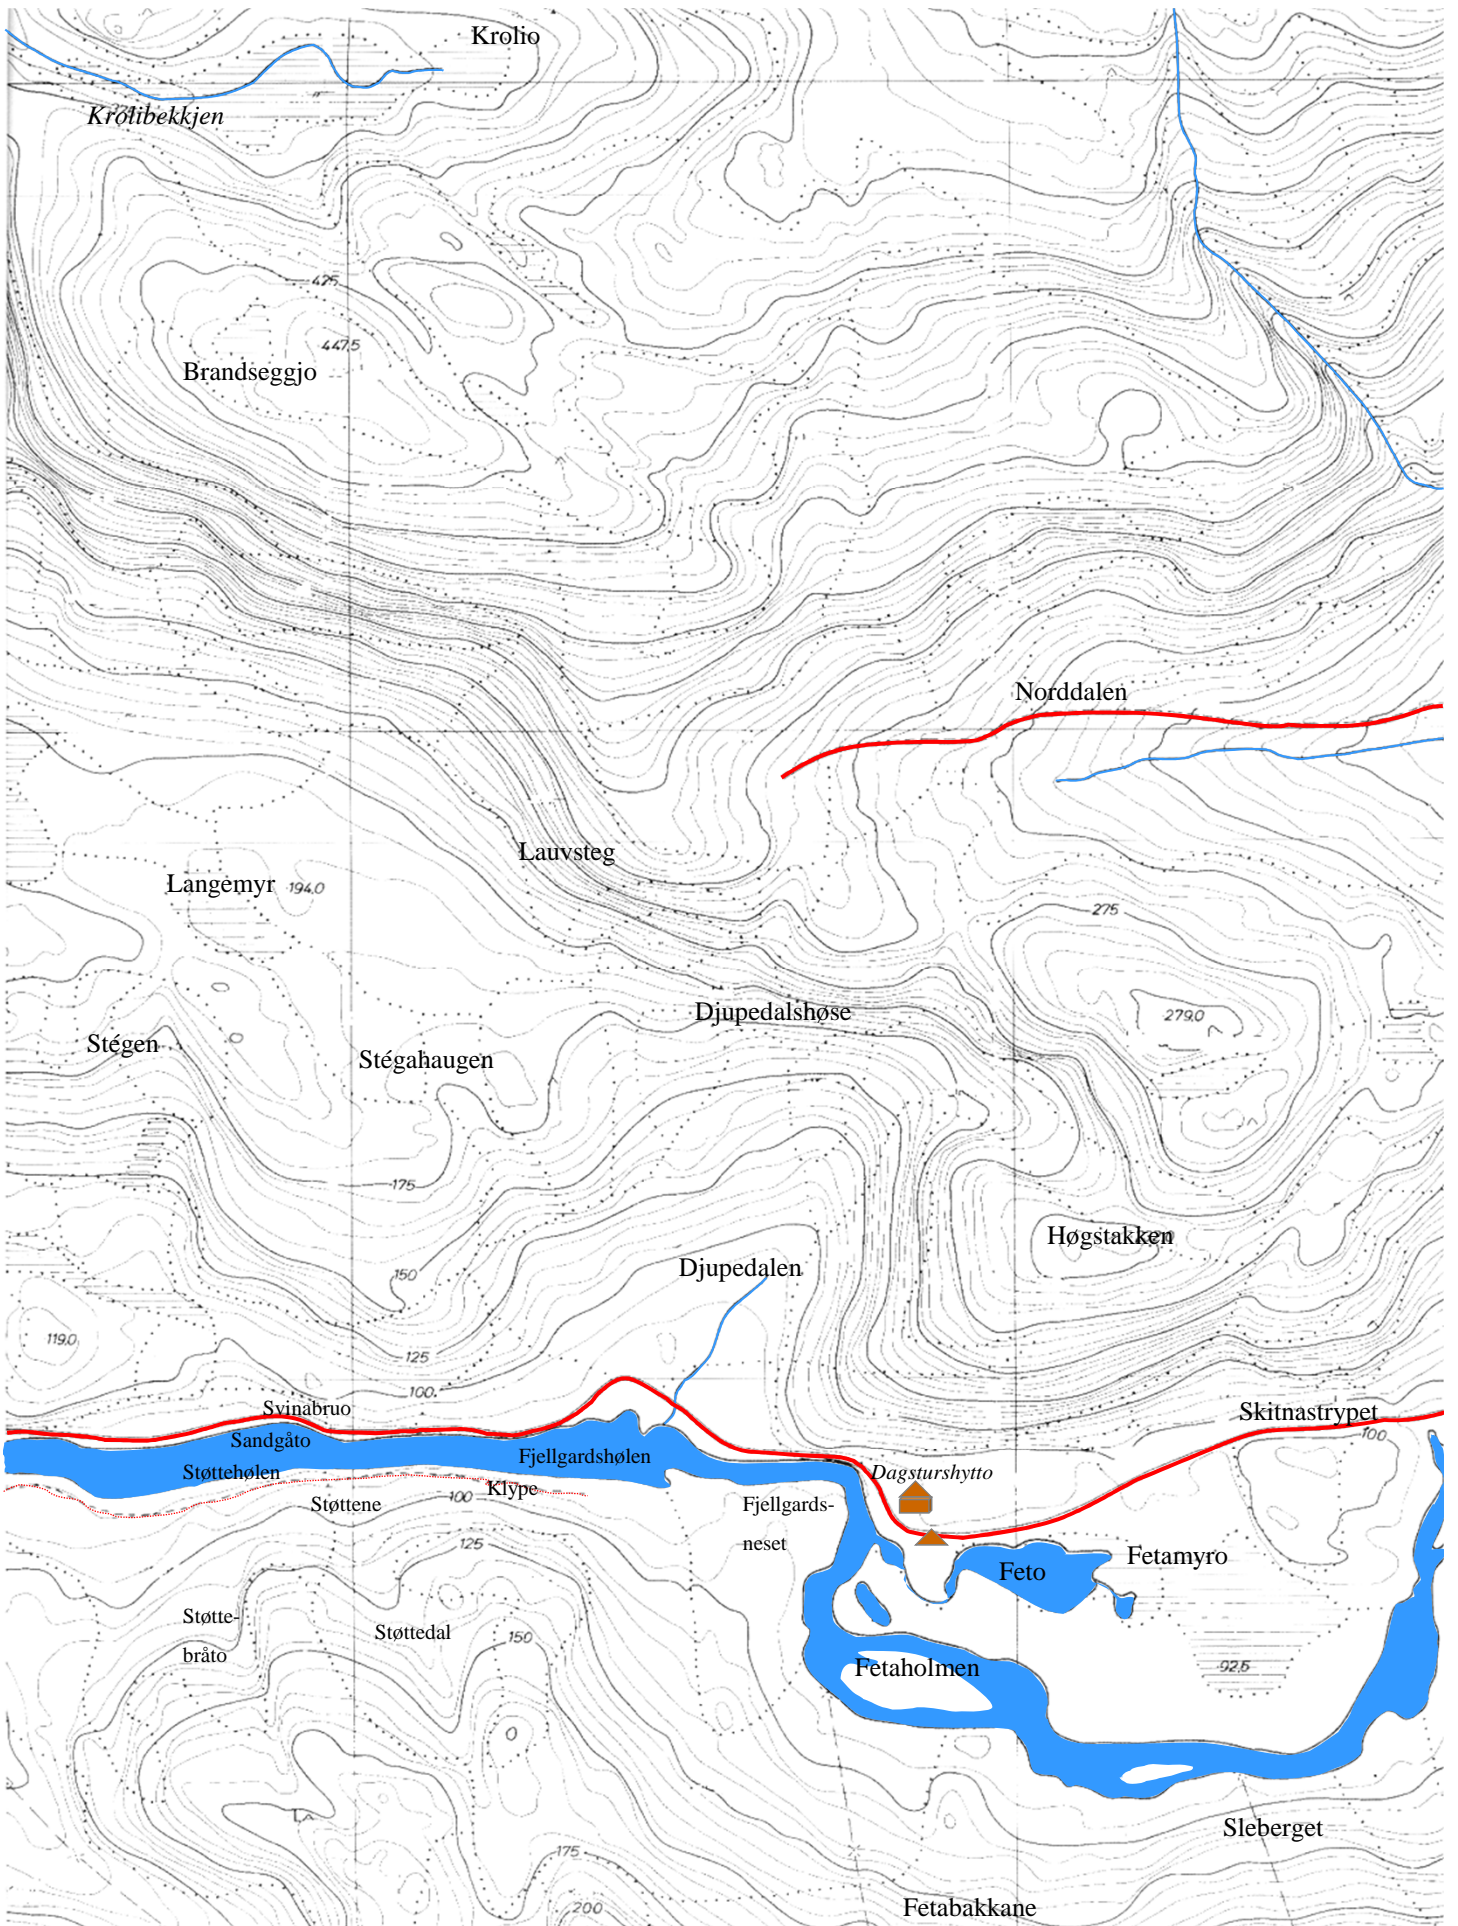 Krolio
Krolibekkjen
425
447.5
Brandseggjo
Norddalen
Lauvsteg
Langemyr
194.0
275
Djupedalshøse
279.0
Stégen
Stégahaugen
175
Høgstakken
Djupedalen
150
119.0
125
100
Svinabruo
Skitnastrypet
Sandgåto
100
Fjellgardshølen
Støttehølen
Dagsturshytto
Klype
100
Støttene
Fjellgards-
neset
125
Fetamyro
Feto
Støtte-
bråto
Støttedal
150
Fetaholmen
92.5
Sleberget
175
200
Fetabakkane